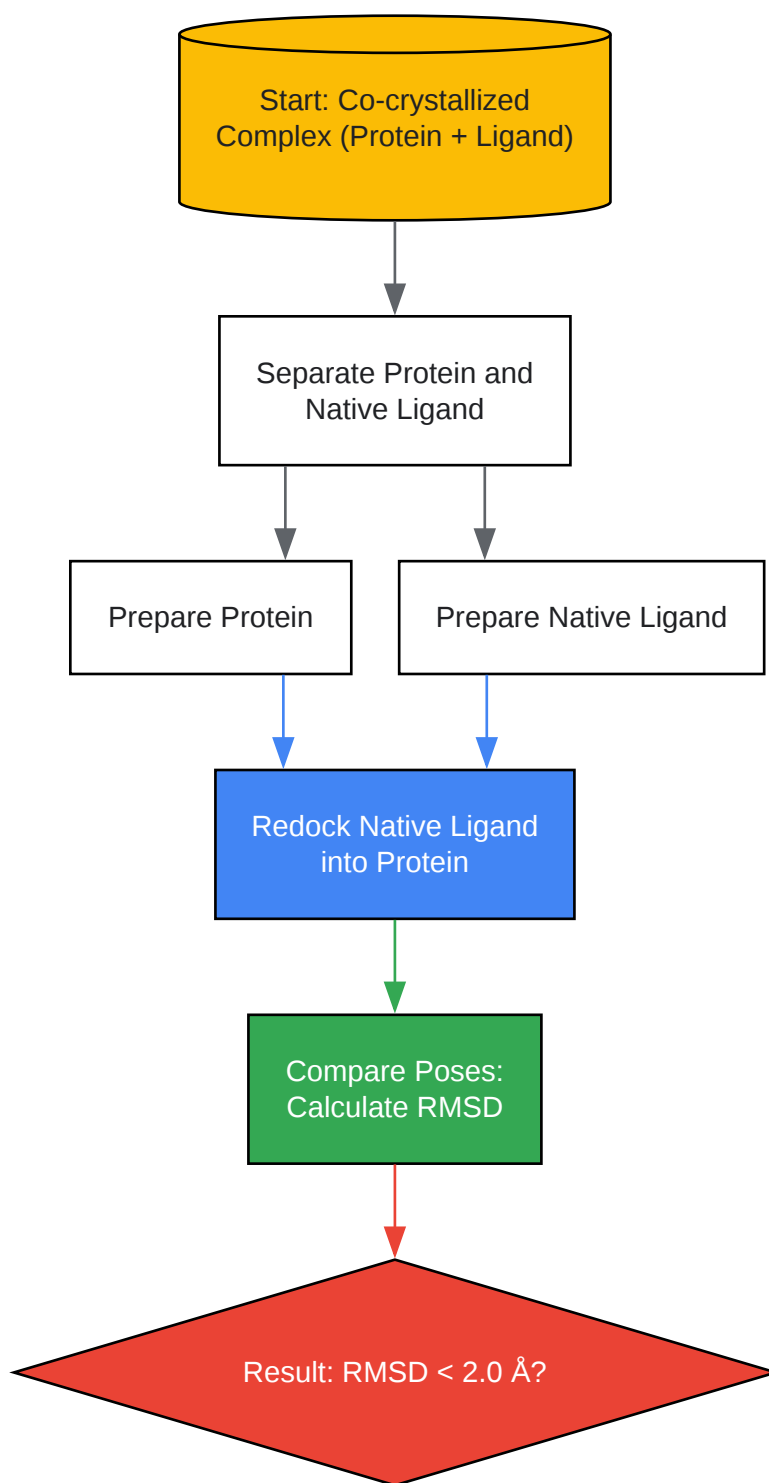 Start: Co-crystallized
Complex (Protein + Ligand)
Separate Protein and
Native Ligand
Prepare Protein
Prepare Native Ligand
Redock Native Ligand
into Protein
Compare Poses:
Calculate RMSD
Result: RMSD < 2.0 Å?